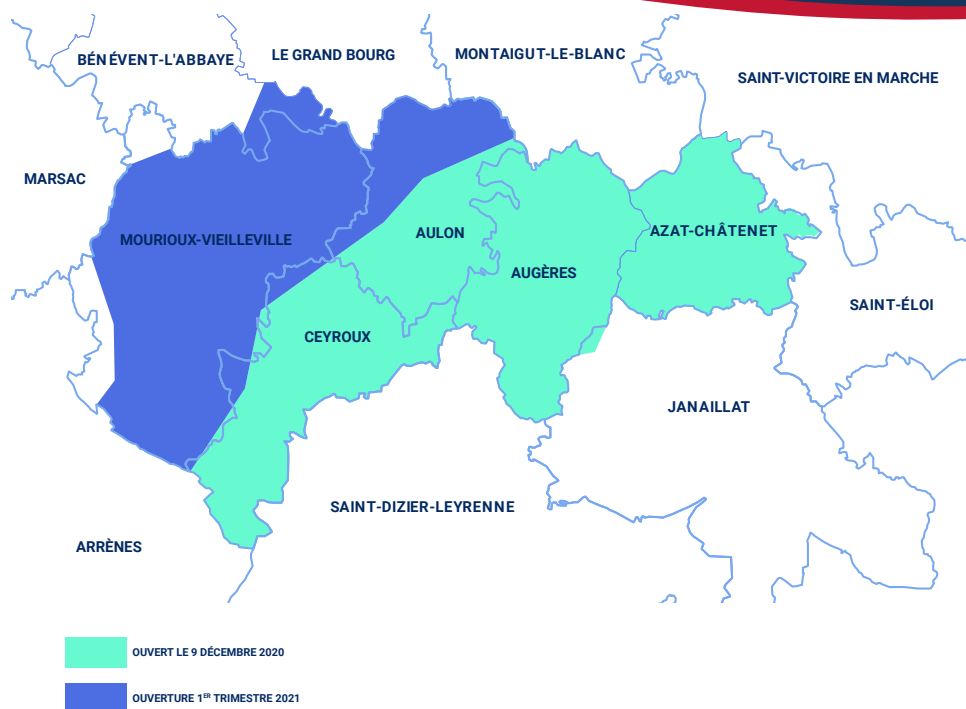 BÉNÉVENT-L'ABBAYE
LE GRAND BOURG
MONTAIGUT-LE-BLANC
SAINT-VICTOIRE EN MARCHE
MARSAC
MOURIOUX-VIEILLEVILLE
AULON
AZAT-CHÂTENET
AUGÈRES
SAINT-ÉLOI
CEYROUX
JANAILLAT
SAINT-DIZIER-LEYRENNE
ARRÈNES
OUVERT LE 9 DÉCEMBRE 2020
OUVERTURE 1ER TRIMESTRE 2021